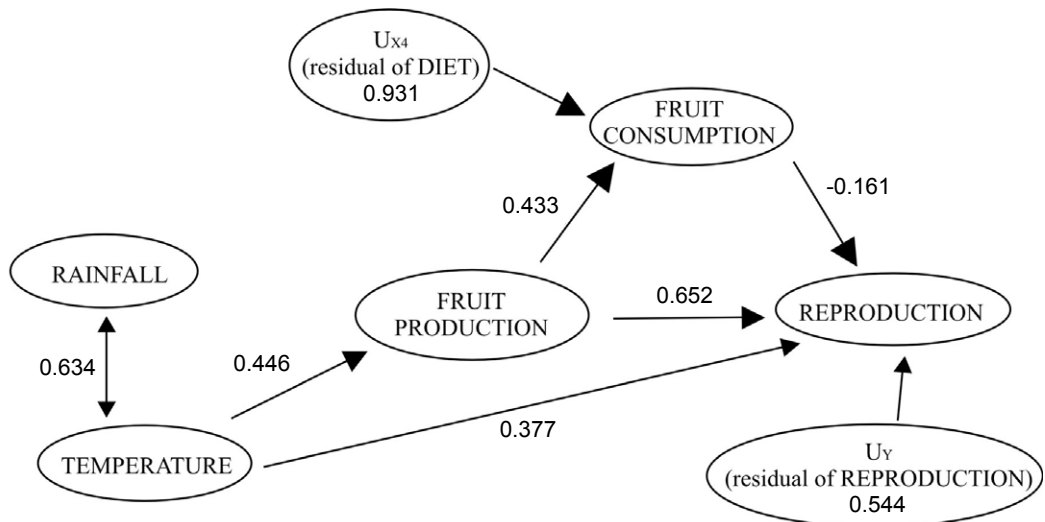 UX4
(residual of DIET)
0.931
FRUIT
CONSUMPTION
-0.161
0.433
RAINFALL
FRUIT
PRODUCTION
0.652
REPRODUCTION
0.634
0.446
0.377
TEMPERATURE
UY
(residual of REPRODUCTION)
0.544